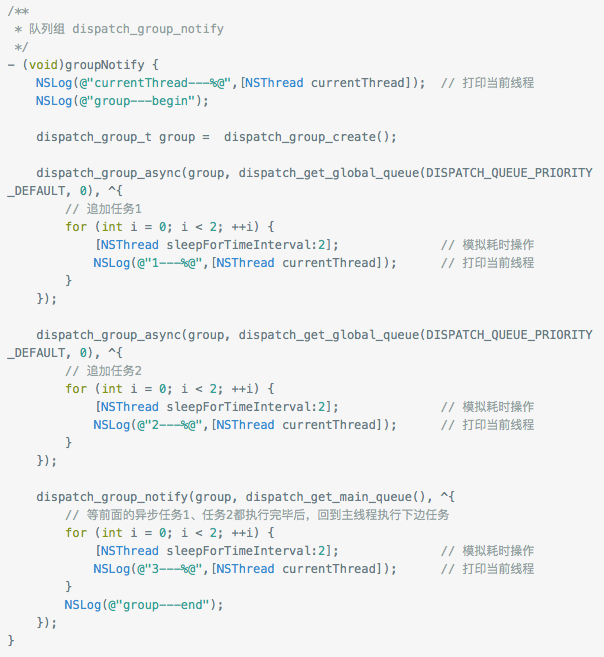 /**
 * 队列组 dispatch_group_notify
 */
- (void)groupNotify {
    NSLog(@"currentThread---%@",[NSThread currentThread]);  // 打印当前线程
    NSLog(@"group---begin");

    dispatch_group_t group =  dispatch_group_create();

    dispatch_group_async(group, dispatch_get_global_queue(DISPATCH_QUEUE_PRIORITY
_DEFAULT, 0), ^{
        // 追加任务1
        for (int i = 0; i < 2; ++i) {
            [NSThread sleepForTimeInterval:2];              // 模拟耗时操作
            NSLog(@"1---%@",[NSThread currentThread]);      // 打印当前线程
        }
    });

    dispatch_group_async(group, dispatch_get_global_queue(DISPATCH_QUEUE_PRIORITY
_DEFAULT, 0), ^{
        // 追加任务2
        for (int i = 0; i < 2; ++i) {
            [NSThread sleepForTimeInterval:2];              // 模拟耗时操作
            NSLog(@"2---%@",[NSThread currentThread]);      // 打印当前线程
        }
    });

    dispatch_group_notify(group, dispatch_get_main_queue(), ^{
        // 等前面的异步任务1、任务2都执行完毕后，回到主线程执行下边任务
        for (int i = 0; i < 2; ++i) {
            [NSThread sleepForTimeInterval:2];              // 模拟耗时操作
            NSLog(@"3---%@",[NSThread currentThread]);      // 打印当前线程
        }
        NSLog(@"group---end");
    });
}